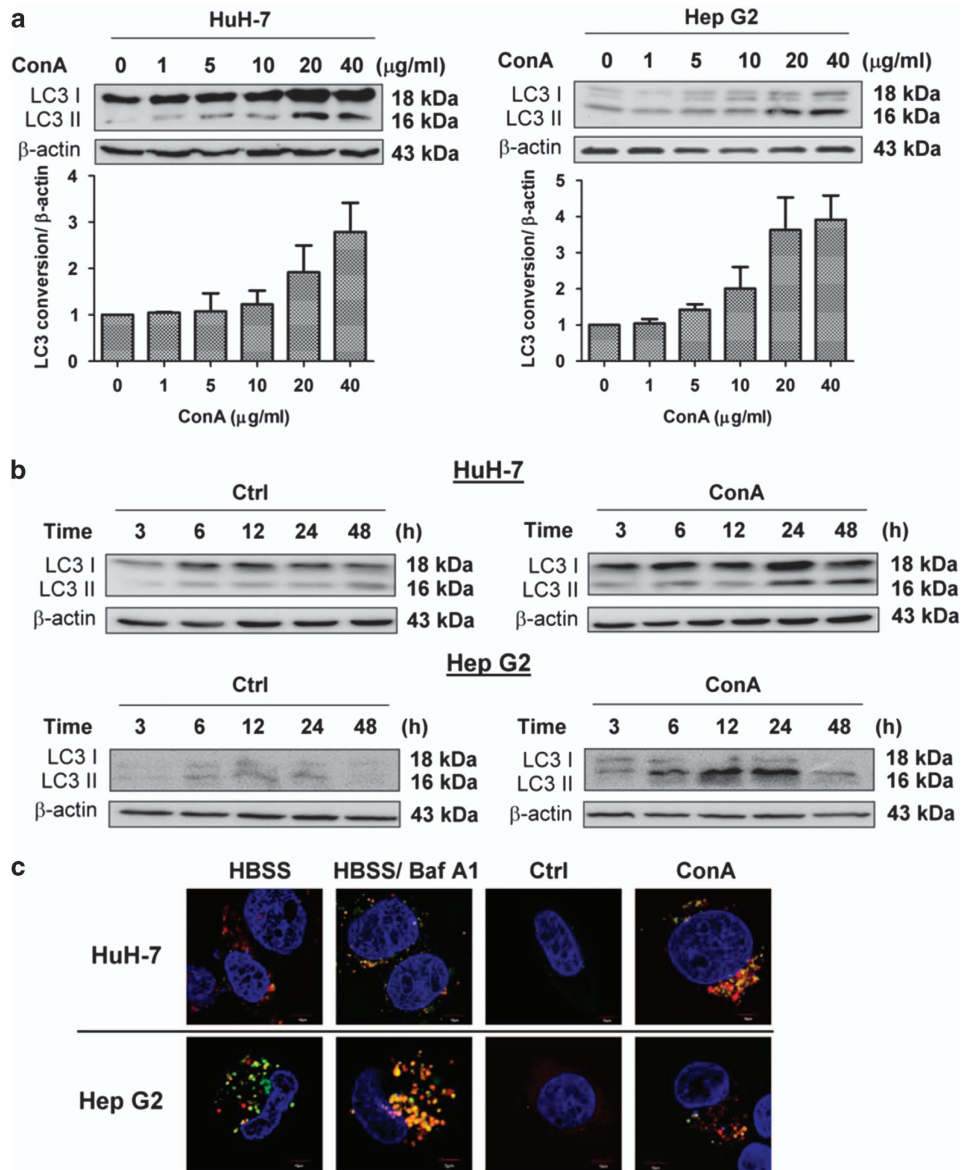 a
HuH-7
ConA 0 1 5 10 20 40 (μg/ml)
LC3 I 18 kDa
LC3 II 16 kDa
β-actin 43 kDa
LC3 conversion/ β-actin
4
3
2
1
0
0 1 5 10 20 40
ConA (μg/ml)
Hep G2
ConA 0 1 5 10 20 40 (μg/ml)
LC3 I 18 kDa
LC3 II 16 kDa
β-actin 43 kDa
LC3 conversion/ β-actin
5
4
3
2
1
0
0 1 5 10 20 40
ConA (μg/ml)
b
HuH-7
Ctrl
Time 3 6 12 24 48 (h)
LC3 I 18 kDa
LC3 II 16 kDa
β-actin 43 kDa
ConA
Time 3 6 12 24 48 (h)
LC3 I 18 kDa
LC3 II 16 kDa
β-actin 43 kDa
Hep G2
Ctrl
Time 3 6 12 24 48 (h)
LC3 I 18 kDa
LC3 II 16 kDa
β-actin 43 kDa
ConA
Time 3 6 12 24 48 (h)
LC3 I 18 kDa
LC3 II 16 kDa
β-actin 43 kDa
c
HBSS HBSS/ Baf A1 Ctrl ConA
HuH-7
Hep G2